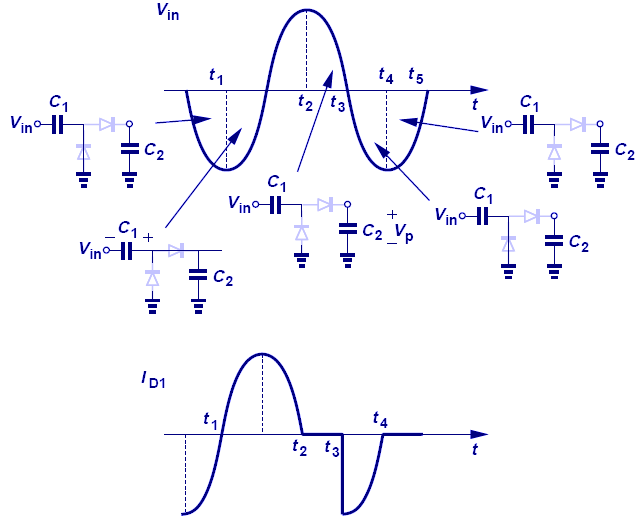 Vin
t1
t4 t5
t2 t3 t
C1
Vin
C2
C1
Vin
C2
C1
Vin
C2
+
−
Vp
− C1 +
Vin
C2
C1
Vin
C2
ID1
t1
t4
t2 t3 t